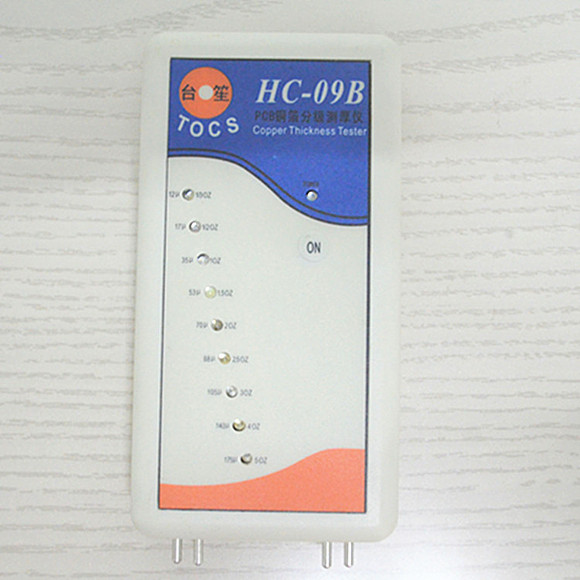 台笙
TOCS
HC-09B
PCB铜箔分级测厚仪
Copper Thickness Tester
ON
12μ 1/3OZ
17μ 1/2OZ
35μ 1OZ
53μ 1.5OZ
70μ 2OZ
88μ 2.5OZ
105μ 3OZ
140μ 4OZ
175μ 5OZ